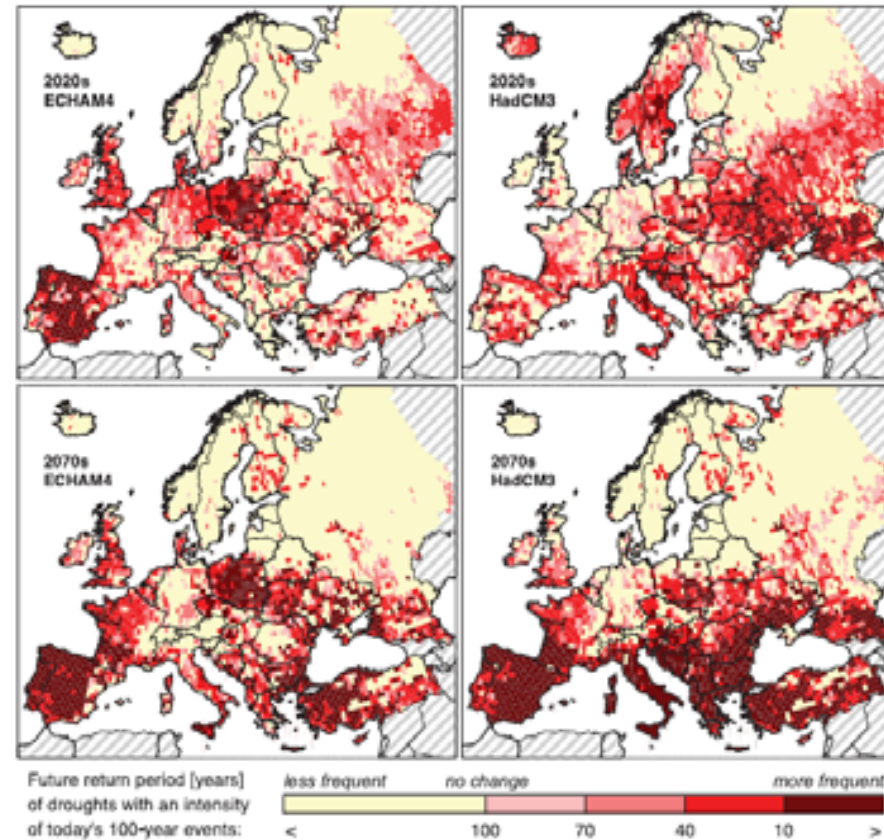 2020s
ECHAM4
2020s
HadCM3
2070s
ECHAM4
2070s
HadCM3
Future return period [years]
of droughts with an intensity
of today's 100-year events:
less frequent no change more frequent
< 100 70 40 10 >